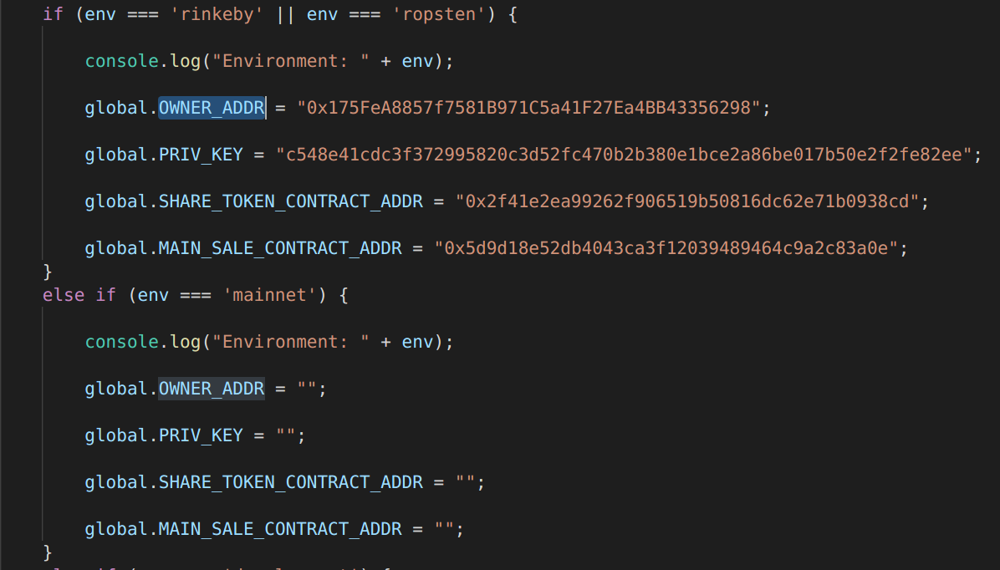 if (env === 'rinkeby' || env === 'ropsten') {
console.log("Environment: " + env);
global.OWNER_ADDR = "0x175FeA8857f7581B971C5a41F27Ea4BB43356298";
global.PRIV_KEY = "c548e41cdc3f372995820c3d52fc470b2b380e1bce2a86be017b50e2f2fe82ee";
global.SHARE_TOKEN_CONTRACT_ADDR = "0x2f41e2ea99262f906519b50816dc62e71b0938cd";
global.MAIN_SALE_CONTRACT_ADDR = "0x5d9d18e52db4043ca3f12039489464c9a2c83a0e";
}
else if (env === 'mainnet') {
console.log("Environment: " + env);
global.OWNER_ADDR = "";
global.PRIV_KEY = "";
global.SHARE_TOKEN_CONTRACT_ADDR = "";
global.MAIN_SALE_CONTRACT_ADDR = "";
}